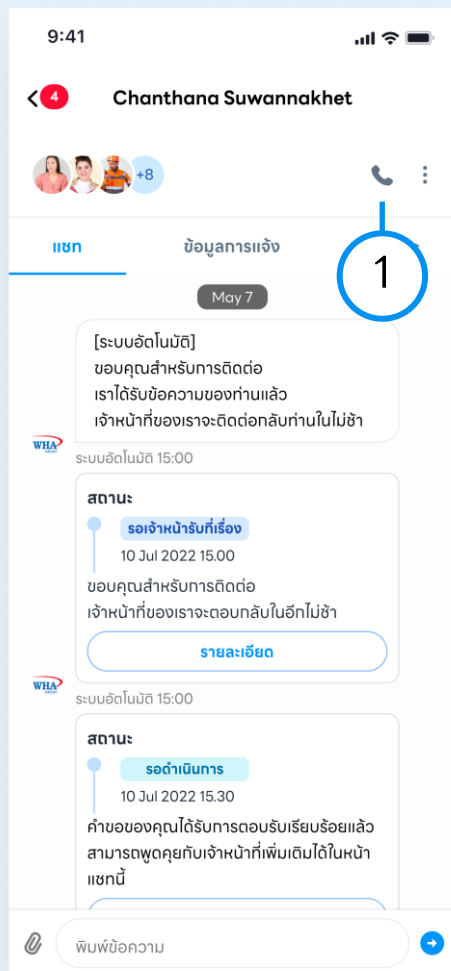 9:41
4
Chanthana Suwannakhet
+8
แชท
ข้อมูลการแจ้ง
1
May 7
[ระบบอัตโนมัติ]
ขอบคุณสำหรับการติดต่อ
เราได้รับข้อความของท่านแล้ว
เจ้าหน้าที่ของเราจะติดต่อกลับท่านในไม่ช้า
WHA
GROUP
ระบบอัตโนมัติ 15:00
สถานะ
รอเจ้าหน้ารับที่เรื่อง
10 Jul 2022 15.00
ขอบคุณสำหรับการติดต่อ
เจ้าหน้าที่ของเราจะตอบกลับในอีกไม่ช้า
รายละเอียด
WHA
GROUP
ระบบอัตโนมัติ 15:00
สถานะ
รอดำเนินการ
10 Jul 2022 15.30
คำขอของคุณได้รับการตอบรับเรียบร้อยแล้ว
สามารถพูดคุยกับเจ้าหน้าที่เพิ่มเติมได้ในหน้า
แชทนี้
พิมพ์ข้อความ